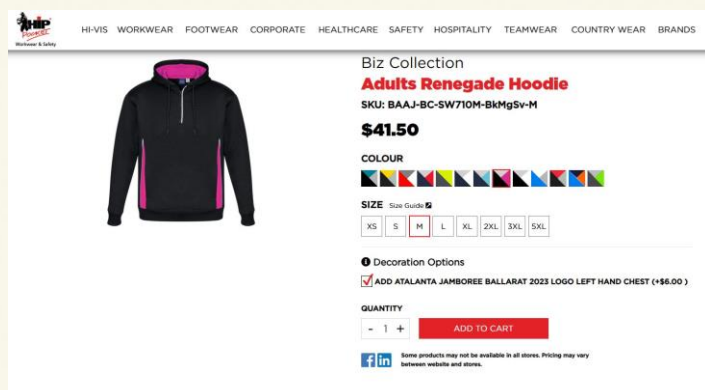 HIP
POCKET
Workwear & Safety
HI-VIS WORKWEAR FOOTWEAR CORPORATE HEALTHCARE SAFETY HOSPITALITY TEAMWEAR COUNTRY WEAR BRANDS
Biz Collection
Adults Renegade Hoodie
SKU: BAAJ-BC-SW710M-BkMgSv-M
$41.50
COLOUR
SIZE Size Guide
XS S M L XL 2XL 3XL 5XL
Decoration Options
ADD ATALANTA JAMBOREE BALLARAT 2023 LOGO LEFT HAND CHEST (+$6.00 )
QUANTITY
- 1 + ADD TO CART
Some products may not be available in all stores. Pricing may vary
between website and stores.